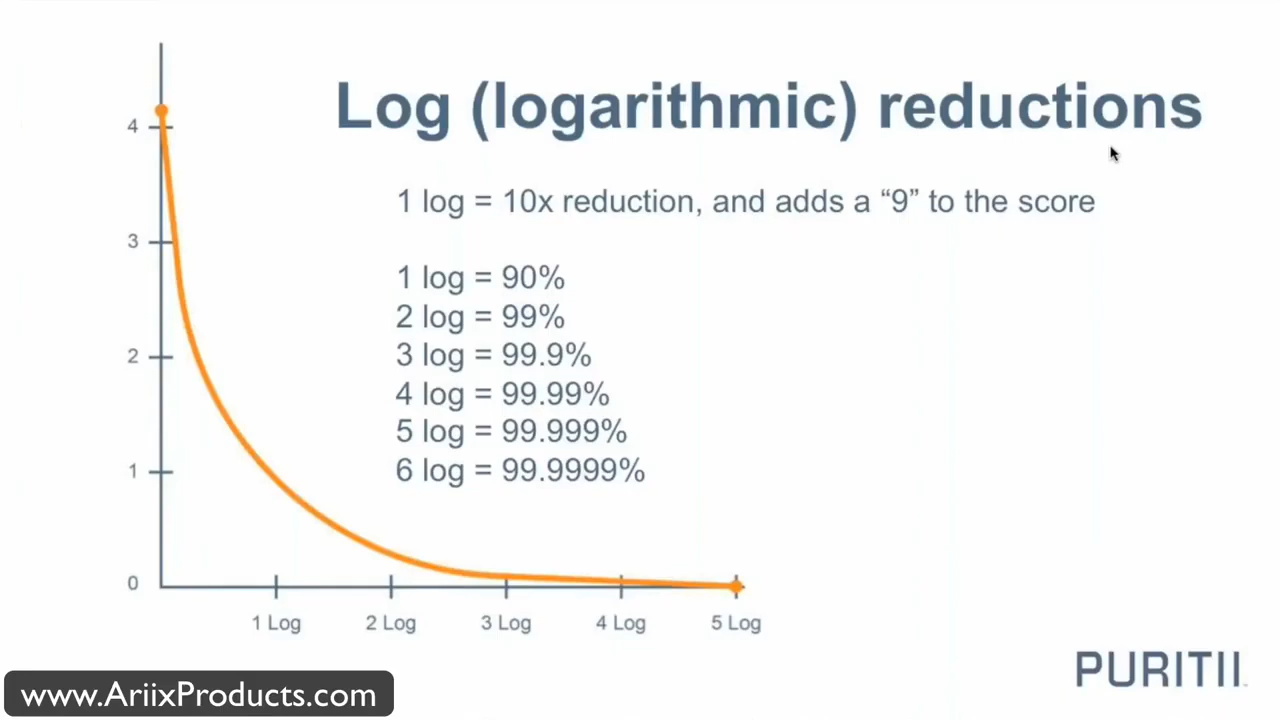 Log (logarithmic) reductions
1 log = 10x reduction, and adds a “9” to the score
1 log = 90%
2 log = 99%
3 log = 99.9%
4 log = 99.99%
5 log = 99.999%
6 log = 99.9999%
4
3
2
1
0
1 Log 2 Log 3 Log 4 Log 5 Log
PURITII
www.AriixProducts.com